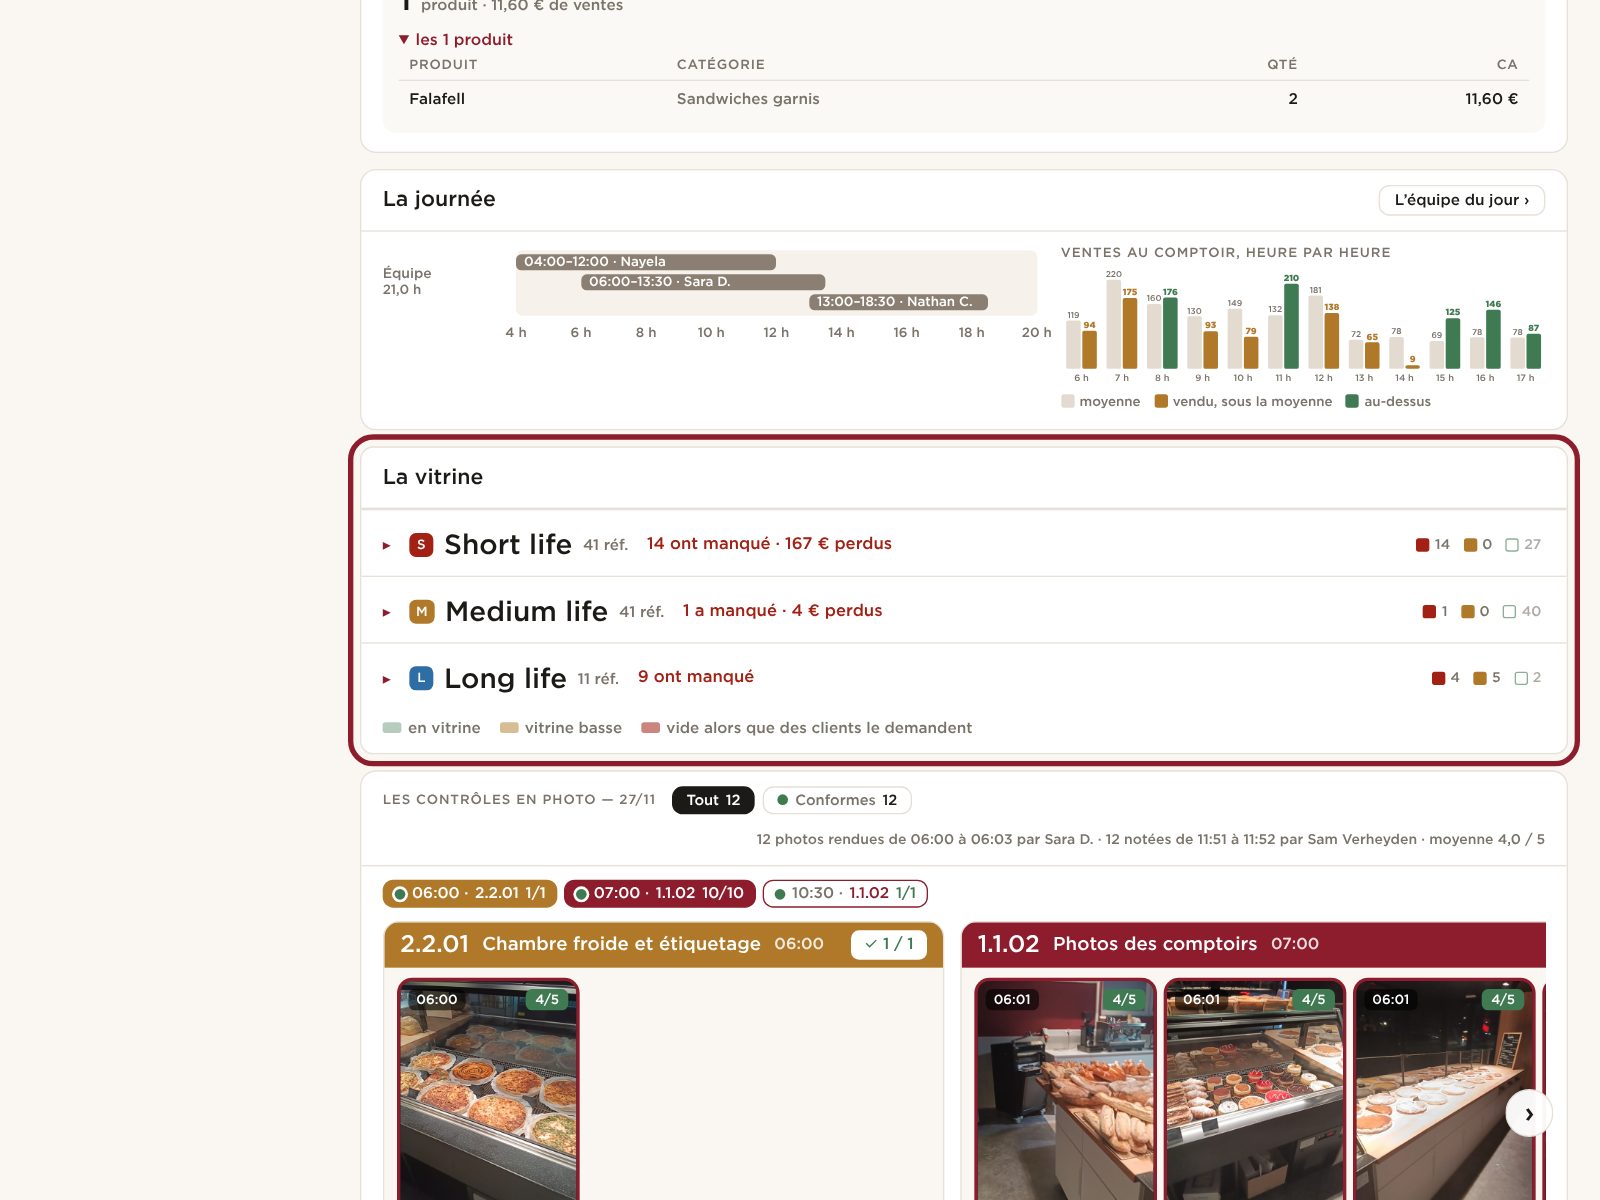 1 produit · 11,60 € de ventes
▼ les 1 produit
PRODUIT CATÉGORIE QTÉ CA
Falafell Sandwiches garnis 2 11,60 €
La journée
L’équipe du jour ›
Équipe
21,0 h
04:00–12:00 · Nayela
06:00–13:30 · Sara D.
13:00–18:30 · Nathan C.
4 h 6 h 8 h 10 h 12 h 14 h 16 h 18 h 20 h
VENTES AU COMPTOIR, HEURE PAR HEURE
119 94 220 175 160 176 130 93 149 79 132 210 181 138 72 65 78 9 69 125 78 146 78 87
6 h 7 h 8 h 9 h 10 h 11 h 12 h 13 h 14 h 15 h 16 h 17 h
moyenne vendu, sous la moyenne au-dessus
La vitrine
▸ S Short life 41 réf. 14 ont manqué · 167 € perdus 14 0 27
▸ M Medium life 41 réf. 1 a manqué · 4 € perdus 1 0 40
▸ L Long life 11 réf. 9 ont manqué 4 5 2
en vitrine vitrine basse vide alors que des clients le demandent
LES CONTRÔLES EN PHOTO — 27/11 Tout 12 Conformes 12
12 photos rendues de 06:00 à 06:03 par Sara D. · 12 notées de 11:51 à 11:52 par Sam Verheyden · moyenne 4,0 / 5
06:00 · 2.2.01 1/1 07:00 · 1.1.02 10/10 10:30 · 1.1.02 1/1
2.2.01 Chambre froide et étiquetage 06:00 ✓ 1 / 1
1.1.02 Photos des comptoirs 07:00
06:00 4/5
06:01 4/5
06:01 4/5
06:01 4/5
›